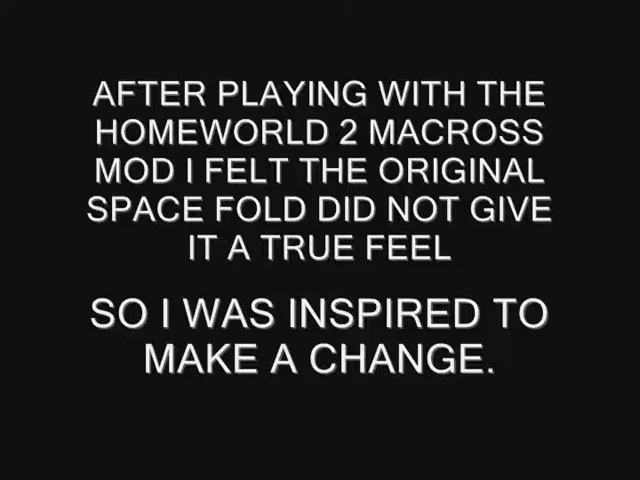 AFTER PLAYING WITH THE
HOMEWORLD 2 MACROSS
MOD I FELT THE ORIGINAL
SPACE FOLD DID NOT GIVE
IT A TRUE FEEL
SO I WAS INSPIRED TO
MAKE A CHANGE.